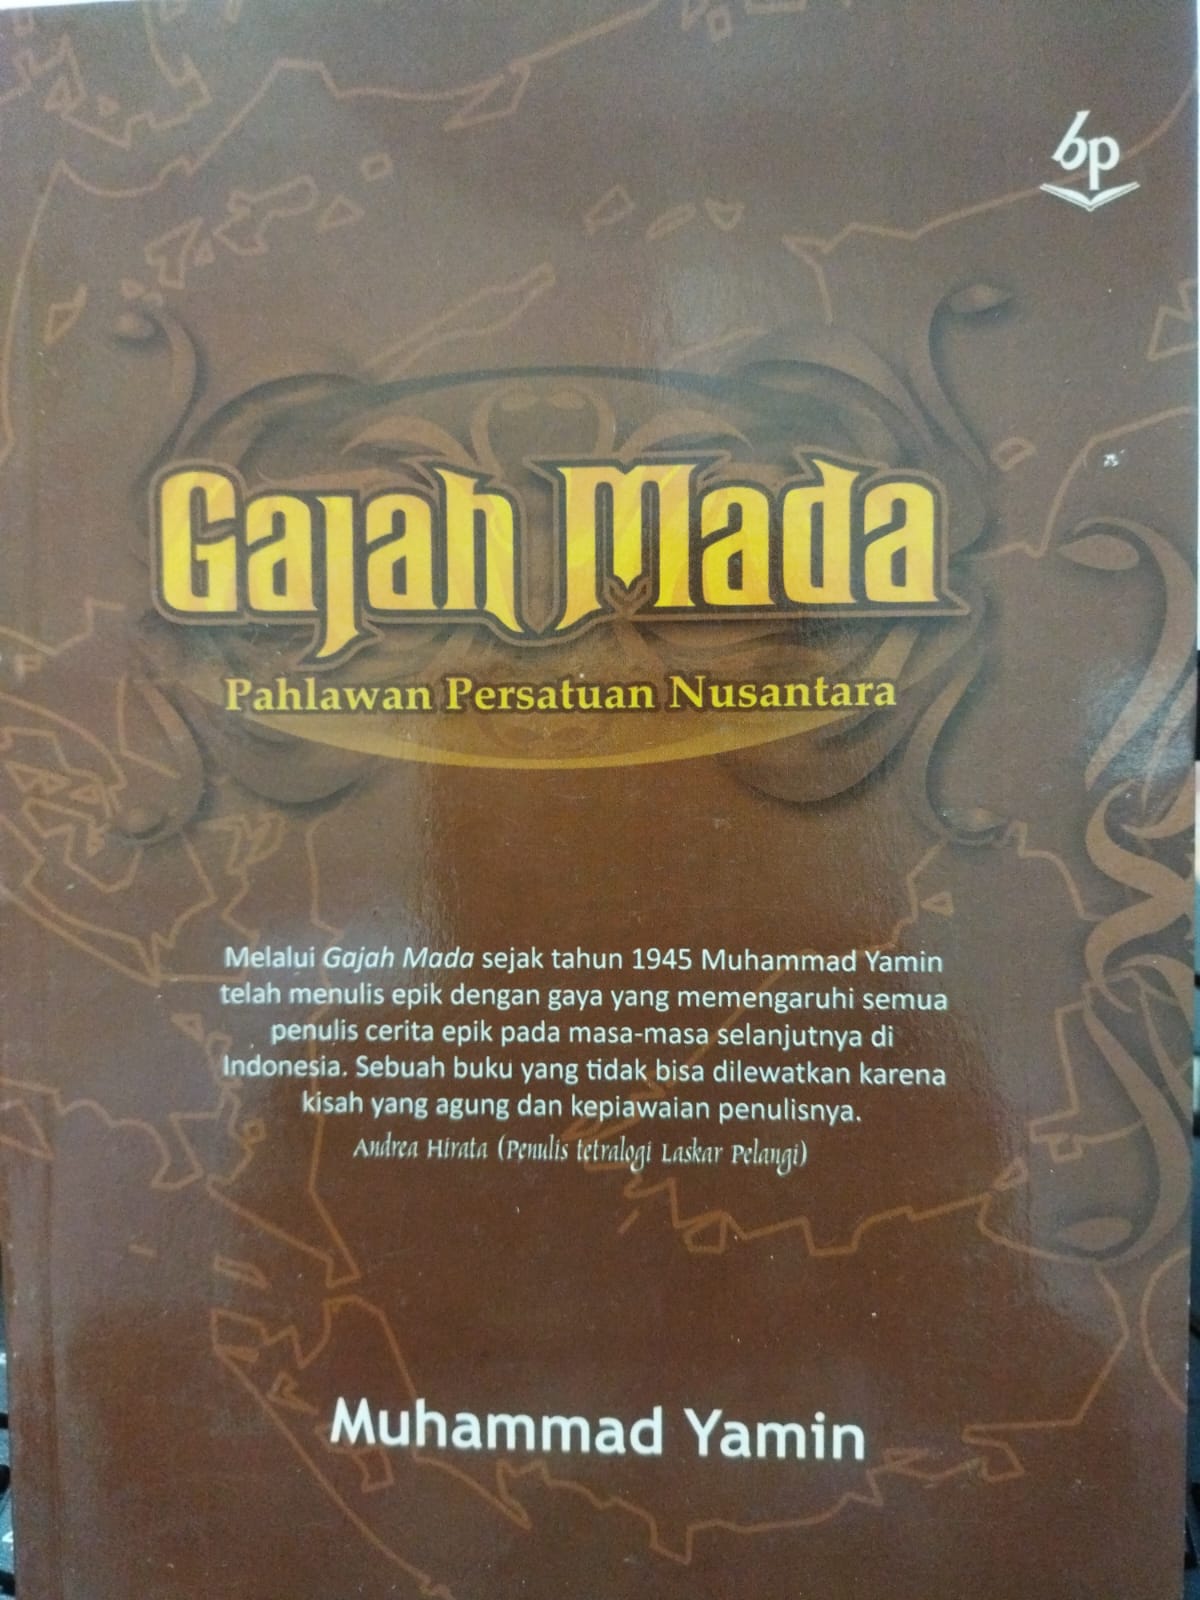 bp
Gajah Mada
Pahlawan Persatuan Nusantara
Melalui Gajah Mada sejak tahun 1945 Muhammad Yamin
telah menulis epik dengan gaya yang memengaruhi semua
penulis cerita epik pada masa-masa selanjutnya di
Indonesia. Sebuah buku yang tidak bisa dilewatkan karena
kisah yang agung dan kepiawaian penulisnya.
Andrea Hirata (Penulis tetralogi Laskar Pelangi)
Muhammad Yamin